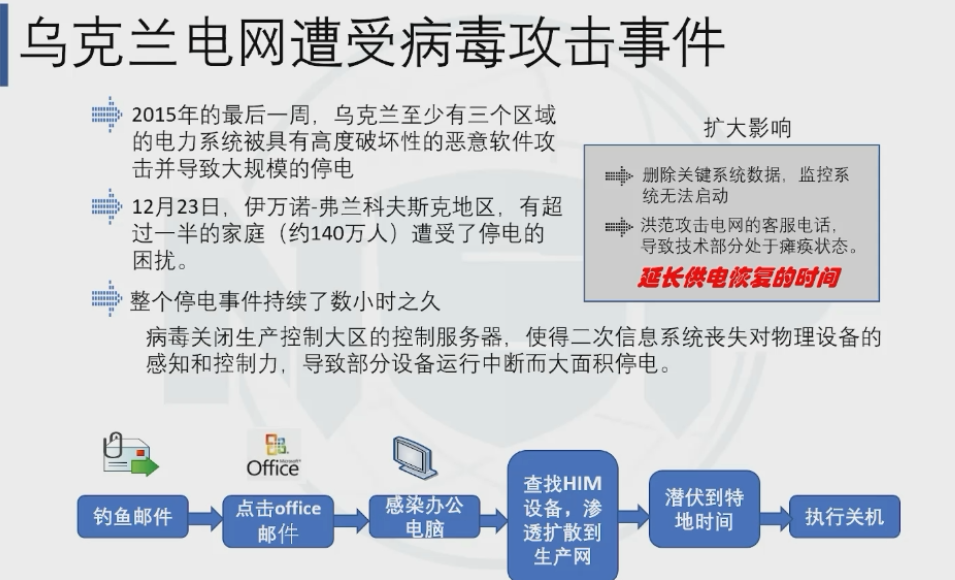 乌克兰电网遭受病毒攻击事件
2015年的最后一周，乌克兰至少有三个区域
的电力系统被具有高度破坏性的恶意软件攻
击并导致大规模的停电
12月23日，伊万诺-弗兰科夫斯克地区，有超
过一半的家庭（约140万人）遭受了停电的
困扰。
整个停电事件持续了数小时之久
扩大影响
删除关键系统数据，监控系
统无法启动
洪范攻击电网的客服电话，
导致技术部分处于瘫痪状态。
延长供电恢复的时间
病毒关闭生产控制大区的控制服务器，使得二次信息系统丧失对物理设备的
感知和控制力，导致部分设备运行中断而大面积停电。
Microsoft
Office
钓鱼邮件
点击office
邮件
感染办公
电脑
查找HIM
设备，渗
透扩散到
生产网
潜伏到特
地时间
执行关机